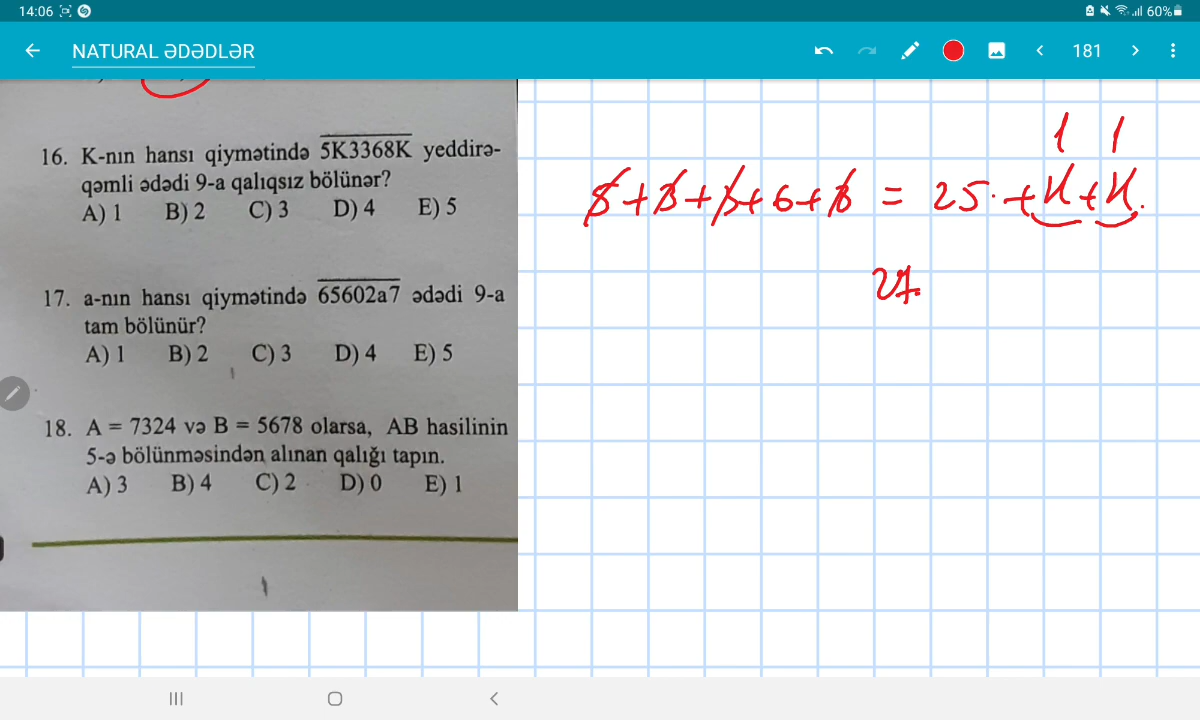 14:06
60%
NATURAL ƏDƏDLƏR
181
16. K-nın hansı qiymətində 5K3368K yeddirə-
qəmli ədədi 9-a qalıqsız bölünər?
A) 1 B) 2 C) 3 D) 4 E) 5
17. a-nın hansı qiymətində 65602a7 ədədi 9-a
tam bölünür?
A) 1 B) 2 C) 3 D) 4 E) 5
18. A = 7324 və B = 5678 olarsa, AB hasilinin
5-ə bölünməsindən alınan qalığı tapın.
A) 3 B) 4 C) 2 D) 0 E) 1
1 1
5+3+3+6+8 = 25.+K+K.
27.